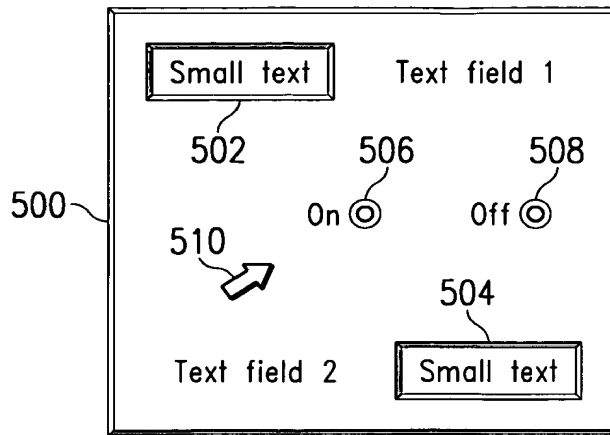 Small text Text field 1
502 506 508
500 On Off
510
504
Text field 2 Small text